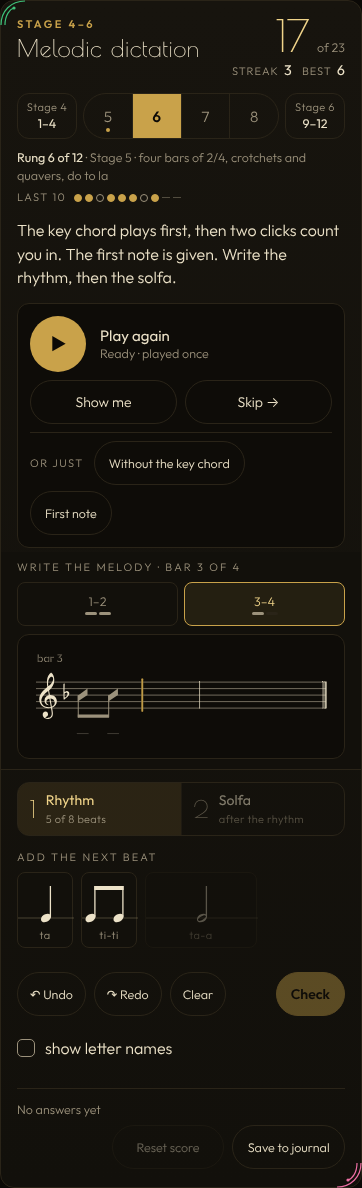 STAGE 4–6
Melodic dictation
17 of 23
STREAK 3 BEST 6
Stage 4
1–4
5
6
7
8
Stage 6
9–12
Rung 6 of 12 · Stage 5 · four bars of 2/4, crotchets and
quavers, do to la
LAST 10
The key chord plays first, then two clicks count
you in. The first note is given. Write the
rhythm, then the solfa.
Play again
Ready · played once
Show me
Skip →
OR JUST
Without the key chord
First note
WRITE THE MELODY · BAR 3 OF 4
1–2
3–4
bar 3
1 Rhythm
5 of 8 beats
2 Solfa
after the rhythm
ADD THE NEXT BEAT
ta
ti-ti
ta-a
↶ Undo
↷ Redo
Clear
Check
show letter names
No answers yet
Reset score
Save to journal